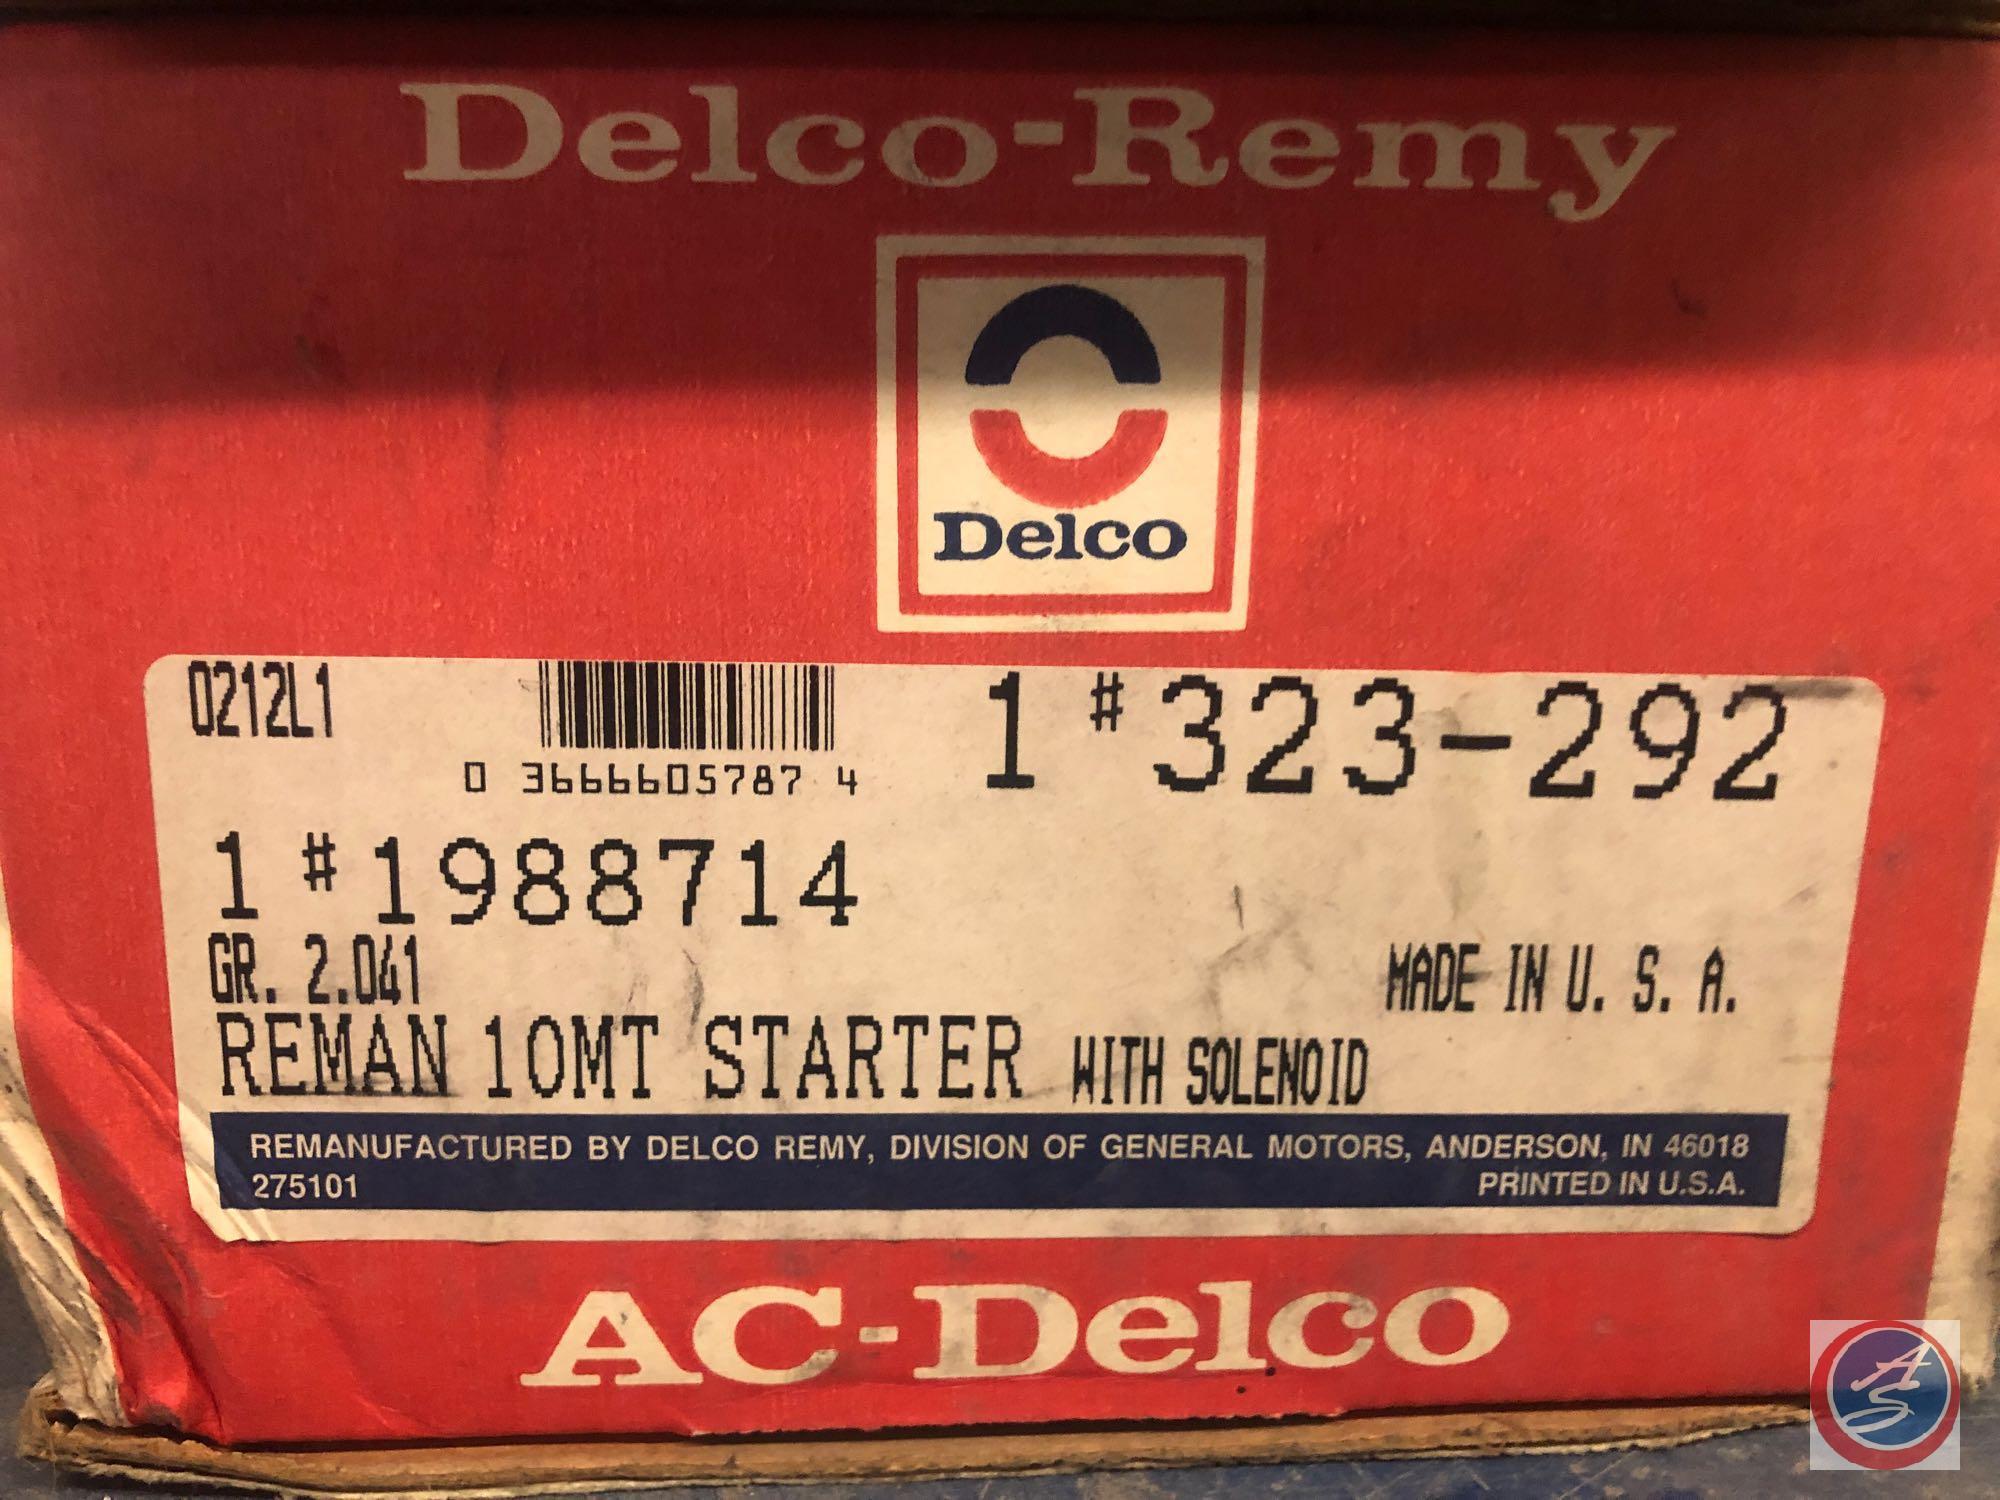 Delco-Remy
Delco
0212L1
0 3666605787 4
1 # 323-292
1 # 1988714
GR. 2.041
MADE IN U. S. A.
REMAN 10MT STARTER WITH SOLENOID
REMANUFACTURED BY DELCO REMY, DIVISION OF GENERAL MOTORS, ANDERSON, IN 46018
275101 PRINTED IN U.S.A.
AC-Delco
AS